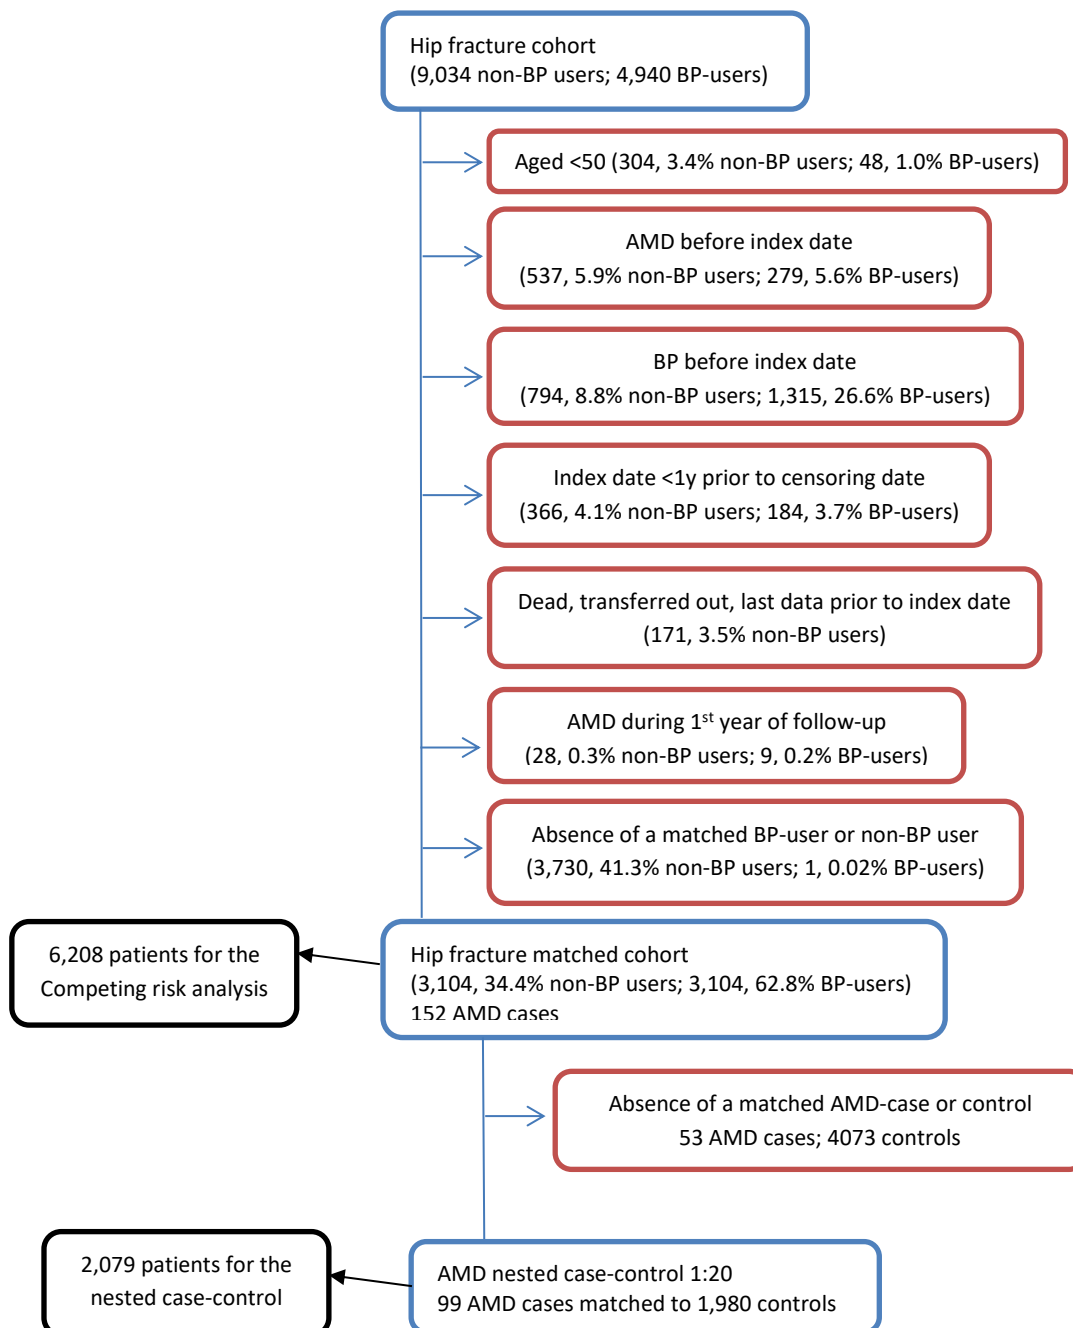 Hip fracture cohort
(9,034 non-BP users; 4,940 BP-users)
Aged <50 (304, 3.4% non-BP users; 48, 1.0% BP-users)
AMD before index date
(537, 5.9% non-BP users; 279, 5.6% BP-users)
BP before index date
(794, 8.8% non-BP users; 1,315, 26.6% BP-users)
Index date <1y prior to censoring date
(366, 4.1% non-BP users; 184, 3.7% BP-users)
Dead, transferred out, last data prior to index date
(171, 3.5% non-BP users)
AMD during 1st year of follow-up
(28, 0.3% non-BP users; 9, 0.2% BP-users)
Absence of a matched BP-user or non-BP user
(3,730, 41.3% non-BP users; 1, 0.02% BP-users)
6,208 patients for the
Competing risk analysis
Hip fracture matched cohort
(3,104, 34.4% non-BP users; 3,104, 62.8% BP-users)
152 AMD cases
Absence of a matched AMD-case or control
53 AMD cases; 4073 controls
2,079 patients for the
nested case-control
AMD nested case-control 1:20
99 AMD cases matched to 1,980 controls